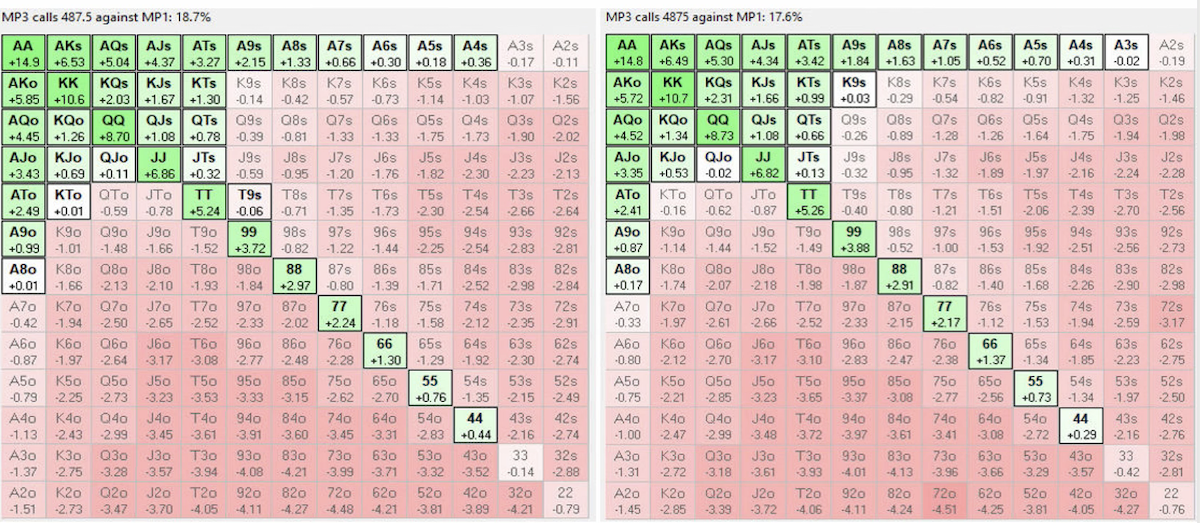 MP3 calls 487.5 against MP1: 18.7%
AA AKs AQs AJs ATs A9s A8s A7s A6s A5s A4s A3s A2s
+14.9 +6.53 +5.04 +4.37 +3.27 +2.15 +1.33 +0.66 +0.30 +0.18 +0.36 -0.17 -0.11
AKo KK KQs KJs KTs K9s K8s K7s K6s K5s K4s K3s K2s
+5.85 +10.6 +2.03 +1.67 +1.30 -0.14 -0.42 -0.57 -0.73 -1.14 -1.03 -1.07 -1.56
AQo KQo QQ QJs QTs Q9s Q8s Q7s Q6s Q5s Q4s Q3s Q2s
+4.45 +1.26 +8.70 +1.08 +0.78 -0.39 -0.81 -1.33 -1.33 -1.75 -1.73 -1.90 -2.02
AJo KJo QJo JJ JTs J9s J8s J7s J6s J5s J4s J3s J2s
+3.43 +0.69 +0.11 +6.86 +0.32 -0.59 -0.95 -1.20 -1.76 -1.82 -2.30 -2.23 -2.13
ATo KTo QTo JTo TT T9s T8s T7s T6s T5s T4s T3s T2s
+2.49 +0.01 -0.59 -0.78 +5.24 -0.06 -0.71 -1.35 -1.73 -2.30 -2.54 -2.66 -2.64
A9o K9o Q9o J9o T9o 99 98s 97s 96s 95s 94s 93s 92s
+0.99 -1.01 -1.48 -1.66 -1.52 +3.72 -0.82 -1.22 -1.44 -2.25 -2.54 -2.83 -2.81
A8o K8o Q8o J8o T8o 98o 88 87s 86s 85s 84s 83s 82s
+0.01 -1.66 -2.13 -2.10 -1.93 -1.84 +2.97 -0.80 -1.39 -1.71 -2.52 -2.98 -2.84
A7o K7o Q7o J7o T7o 97o 87o 77 76s 75s 74s 73s 72s
-0.42 -1.94 -2.50 -2.65 -2.52 -2.33 -2.02 +2.24 -1.18 -1.58 -2.12 -2.35 -2.91
A6o K6o Q6o J6o T6o 96o 86o 76o 66 65s 64s 63s 62s
-0.87 -1.97 -2.64 -3.17 -3.08 -2.77 -2.48 -2.28 +1.30 -1.29 -1.92 -2.30 -2.74
A5o K5o Q5o J5o T5o 95o 85o 75o 65o 55 54s 53s 52s
-0.79 -2.25 -2.73 -3.23 -3.53 -3.33 -3.15 -2.62 -2.70 +0.76 -1.35 -2.15 -2.49
A4o K4o Q4o J4o T4o 94o 84o 74o 64o 54o 44 43s 42s
-1.13 -2.43 -2.99 -3.45 -3.61 -3.91 -3.60 -3.45 -3.31 -2.83 +0.44 -2.16 -2.74
A3o K3o Q3o J3o T3o 93o 83o 73o 63o 53o 43o 33 32s
-1.37 -2.75 -3.28 -3.57 -3.94 -4.08 -4.21 -3.99 -3.71 -3.32 -3.52 -0.14 -2.88
A2o K2o Q2o J2o T2o 92o 82o 72o 62o 52o 42o 32o 22
-1.51 -2.73 -3.47 -3.70 -4.05 -4.11 -4.27 -4.48 -4.21 -3.81 -3.89 -4.21 -0.79
MP3 calls 4875 against MP1: 17.6%
AA AKs AQs AJs ATs A9s A8s A7s A6s A5s A4s A3s A2s
+14.8 +6.49 +5.30 +4.34 +3.42 +1.84 +1.63 +1.05 +0.52 +0.70 +0.31 -0.02 -0.19
AKo KK KQs KJs KTs K9s K8s K7s K6s K5s K4s K3s K2s
+5.72 +10.7 +2.31 +1.66 +0.99 +0.03 -0.29 -0.54 -0.82 -0.91 -1.32 -1.25 -1.46
AQo KQo QQ QJs QTs Q9s Q8s Q7s Q6s Q5s Q4s Q3s Q2s
+4.52 +1.34 +8.73 +1.08 +0.66 -0.26 -0.89 -1.28 -1.26 -1.64 -1.75 -1.94 -1.98
AJo KJo QJo JJ JTs J9s J8s J7s J6s J5s J4s J3s J2s
+3.35 +0.53 -0.02 +6.82 +0.13 -0.32 -0.95 -1.32 -1.89 -1.97 -2.16 -2.24 -2.28
ATo KTo QTo JTo TT T9s T8s T7s T6s T5s T4s T3s T2s
+2.41 -0.16 -0.62 -0.87 +5.26 -0.40 -0.80 -1.21 -1.51 -2.06 -2.39 -2.70 -2.56
A9o K9o Q9o J9o T9o 99 98s 97s 96s 95s 94s 93s 92s
+0.87 -1.14 -1.44 -1.52 -1.49 +3.88 -0.52 -1.00 -1.53 -1.92 -2.51 -2.56 -2.73
A8o K8o Q8o J8o T8o 98o 88 87s 86s 85s 84s 83s 82s
+0.17 -1.74 -2.07 -2.18 -1.98 -1.87 +2.91 -0.82 -1.40 -1.68 -2.26 -2.90 -2.98
A7o K7o Q7o J7o T7o 97o 87o 77 76s 75s 74s 73s 72s
-0.33 -1.97 -2.61 -2.66 -2.52 -2.33 -2.15 +2.17 -1.12 -1.53 -1.94 -2.59 -3.17
A6o K6o Q6o J6o T6o 96o 86o 76o 66 65s 64s 63s 62s
-0.80 -2.12 -2.70 -3.17 -3.10 -2.83 -2.47 -2.38 +1.37 -1.34 -1.85 -2.23 -2.75
A5o K5o Q5o J5o T5o 95o 85o 75o 65o 55 54s 53s 52s
-0.75 -2.21 -2.85 -3.23 -3.65 -3.37 -3.08 -2.77 -2.56 +0.73 -1.34 -1.97 -2.50
A4o K4o Q4o J4o T4o 94o 84o 74o 64o 54o 44 43s 42s
-1.00 -2.47 -2.99 -3.48 -3.72 -3.97 -3.61 -3.41 -3.08 -2.72 +0.29 -2.16 -2.76
A3o K3o Q3o J3o T3o 93o 83o 73o 63o 53o 43o 33 32s
-1.31 -2.72 -3.18 -3.61 -3.93 -4.01 -4.13 -3.96 -3.66 -3.29 -3.57 -0.42 -2.81
A2o K2o Q2o J2o T2o 92o 82o 72o 62o 52o 42o 32o 22
-1.45 -2.85 -3.39 -3.72 -4.06 -4.11 -4.24 -4.51 -4.25 -3.81 -4.05 -4.27 -0.76